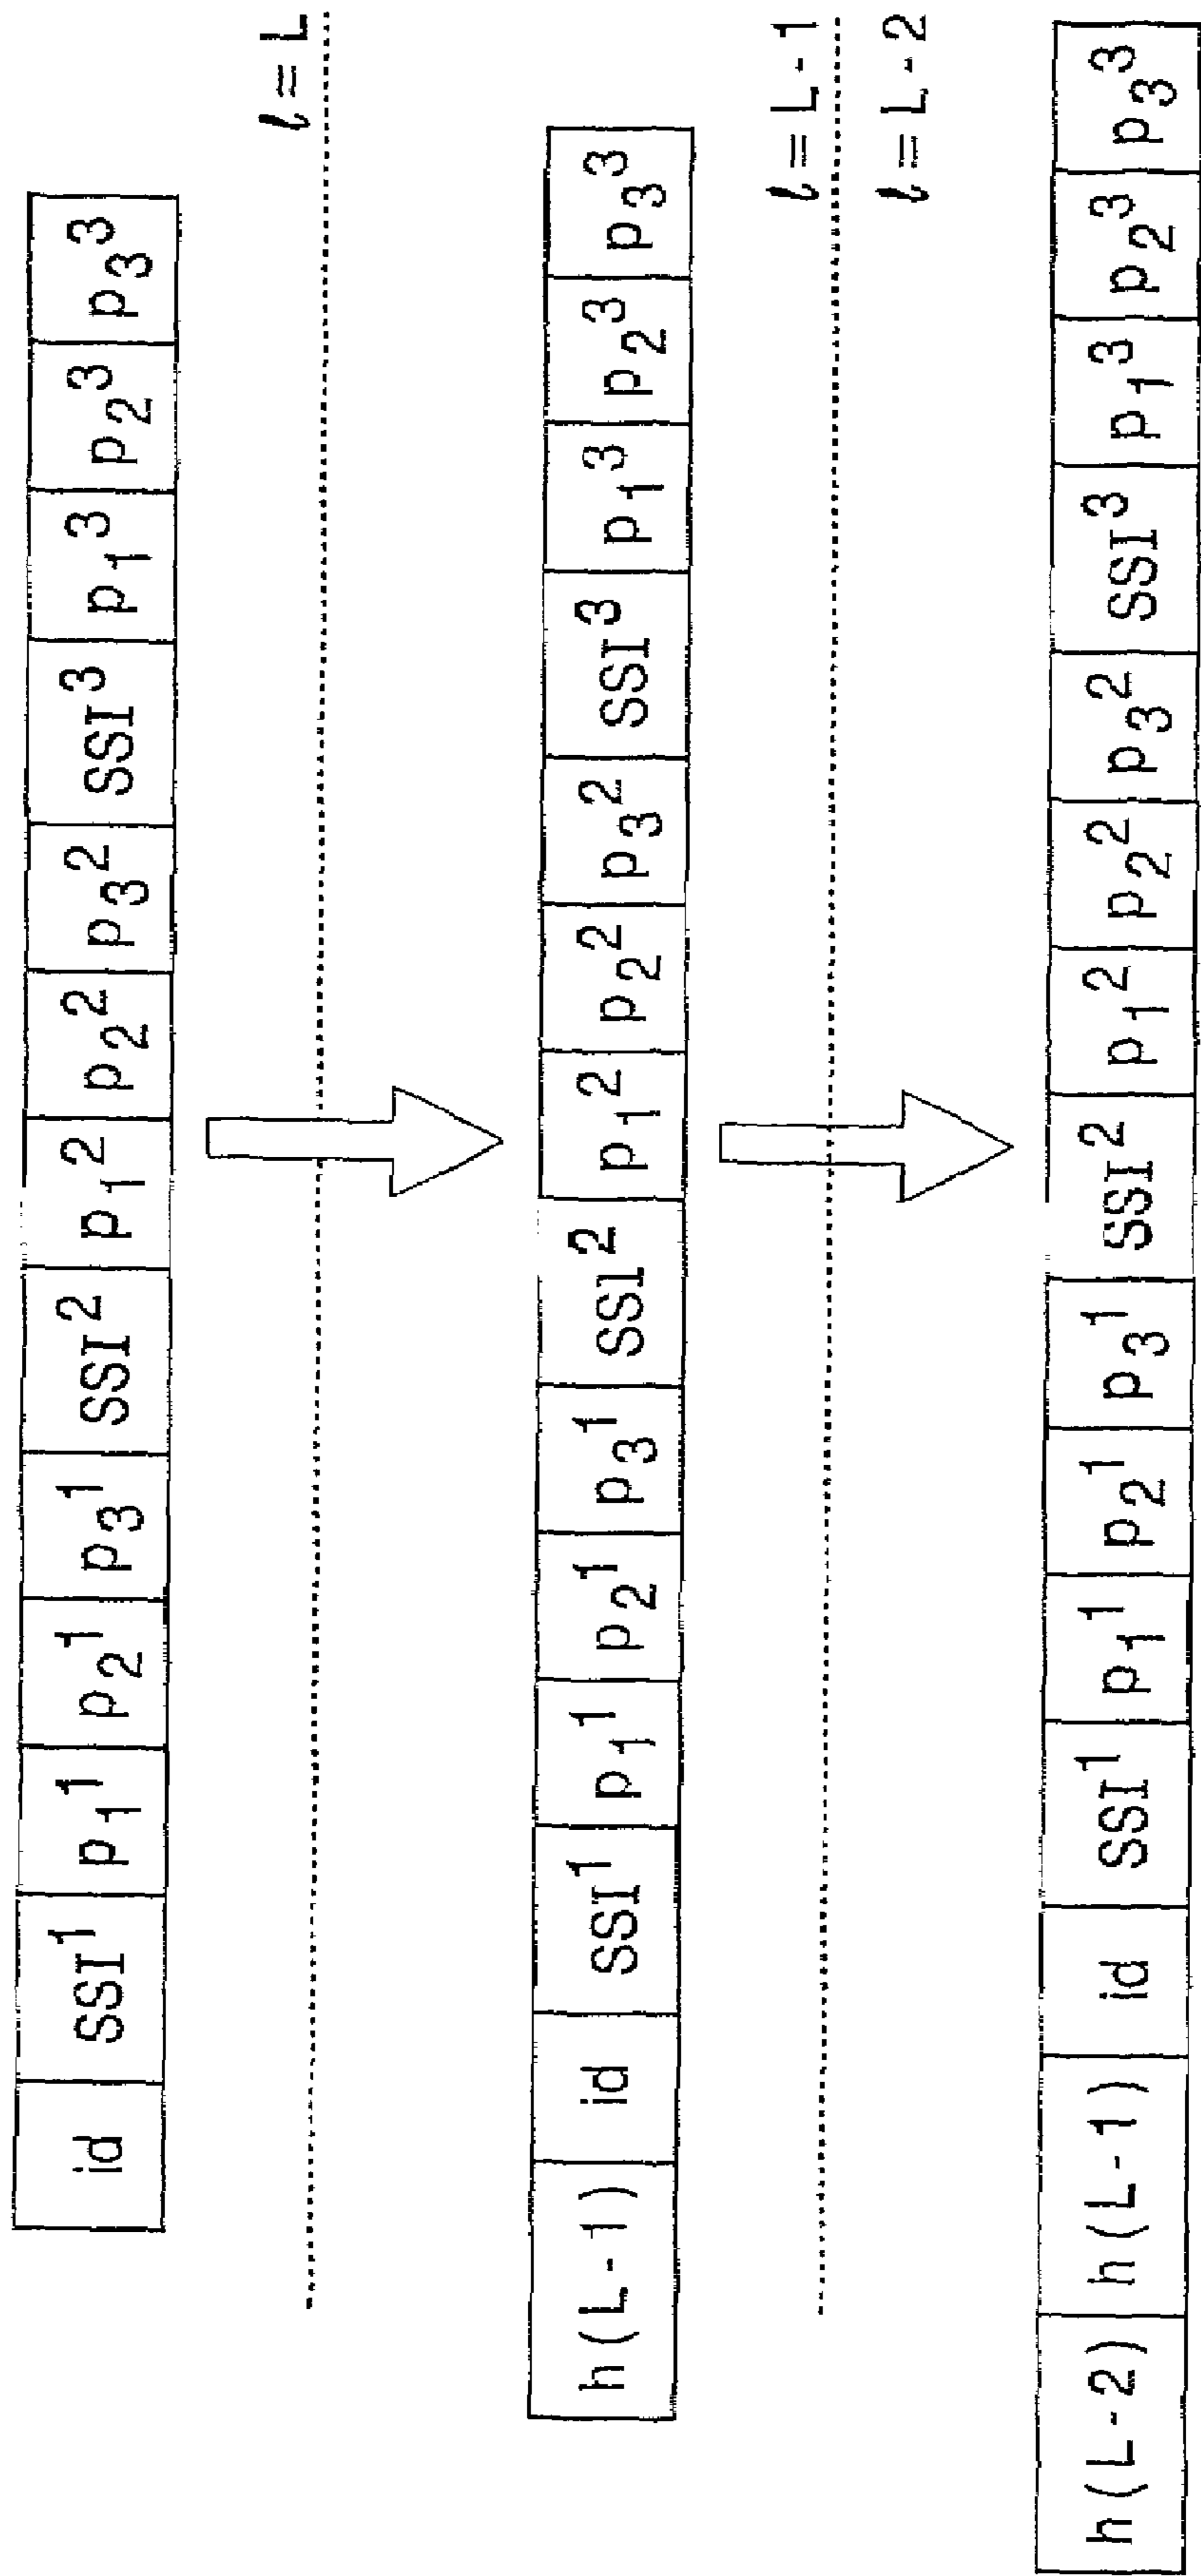 id SSI¹ p₁¹ p₂¹ p₃¹ SSI² p₁² p₂² p₃² SSI³ p₁³ p₂³ p₃³
ℓ = L
h(L-1) id SSI¹ p₁¹ p₂¹ p₃¹ SSI² p₁² p₂² p₃² SSI³ p₁³ p₂³ p₃³
ℓ = L-1
ℓ = L-2
h(L-2) h(L-1) id SSI¹ p₁¹ p₂¹ p₃¹ SSI² p₁² p₂² p₃² SSI³ p₁³ p₂³ p₃³